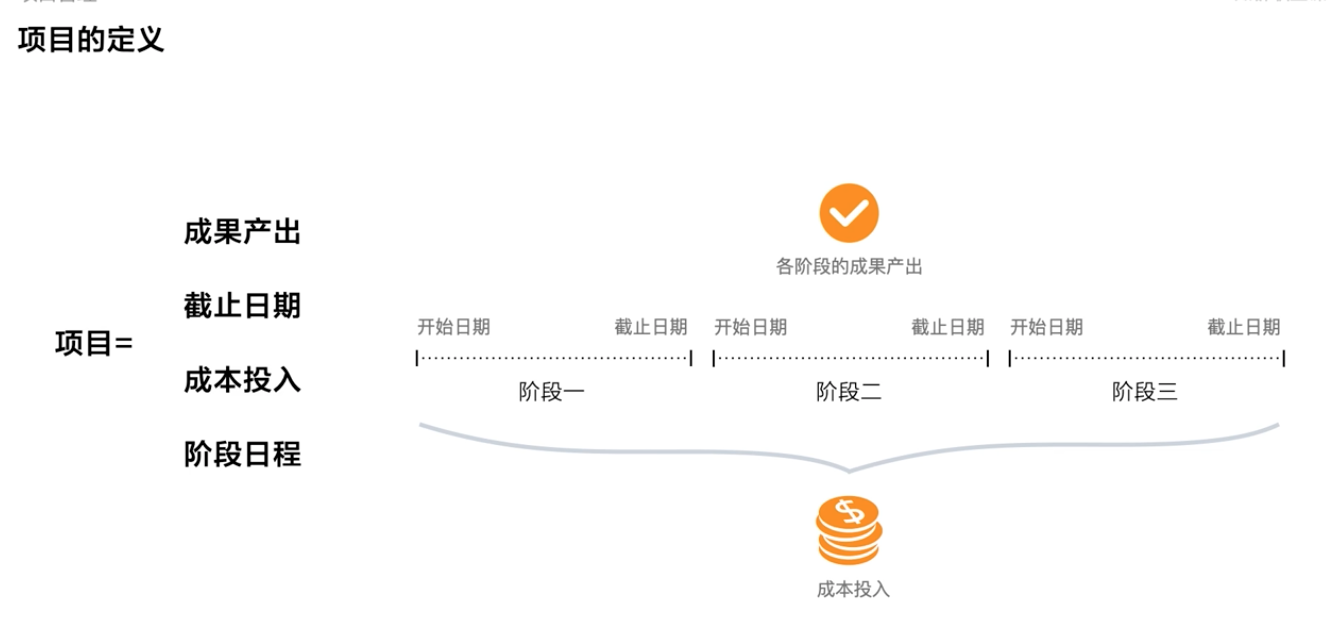 项目的定义
成果产出
截止日期
项目=
成本投入
阶段日程
各阶段的成果产出
开始日期 截止日期 开始日期 截止日期 开始日期 截止日期
阶段一 阶段二 阶段三
$
成本投入